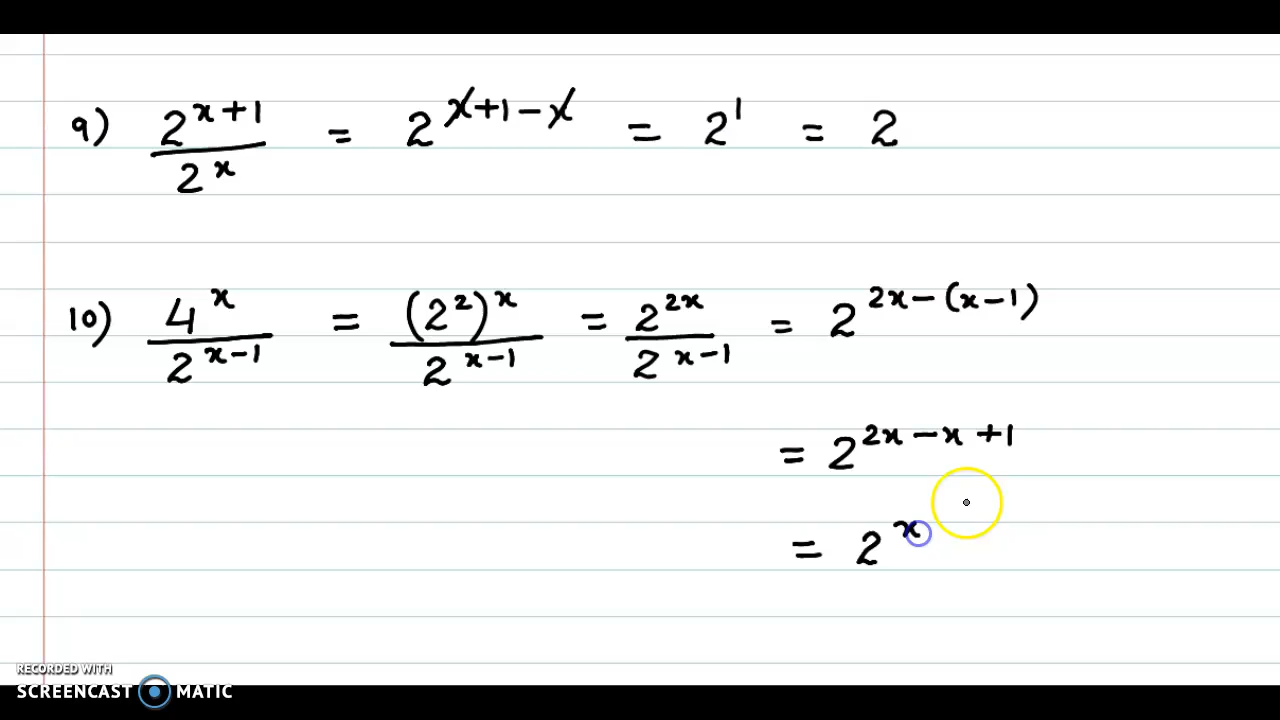 9) 2^(x+1) / 2^x = 2^(x+1-x) = 2^1 = 2
10) 4^x / 2^(x-1) = (2^2)^x / 2^(x-1) = 2^(2x) / 2^(x-1) = 2^(2x-(x-1))
= 2^(2x-x+1)
= 2^x
RECORDED WITH
SCREENCAST MATIC